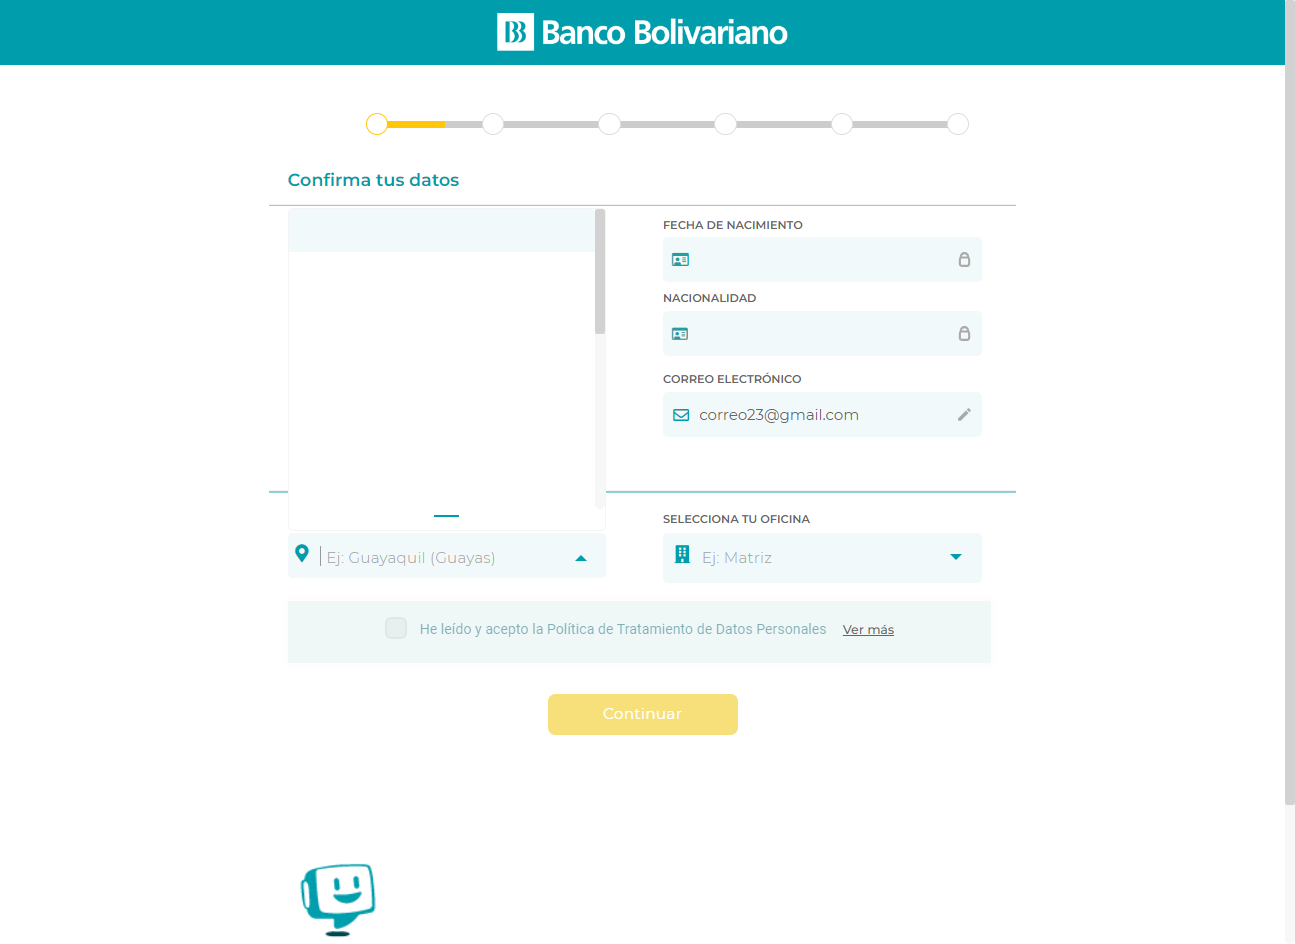 Banco Bolivariano
Confirma tus datos
FECHA DE NACIMIENTO
NACIONALIDAD
CORREO ELECTRÓNICO
correo23@gmail.com
SELECCIONA TU OFICINA
Ej: Guayaquil (Guayas)
Ej: Matriz
He leído y acepto la Política de Tratamiento de Datos Personales Ver más
Continuar